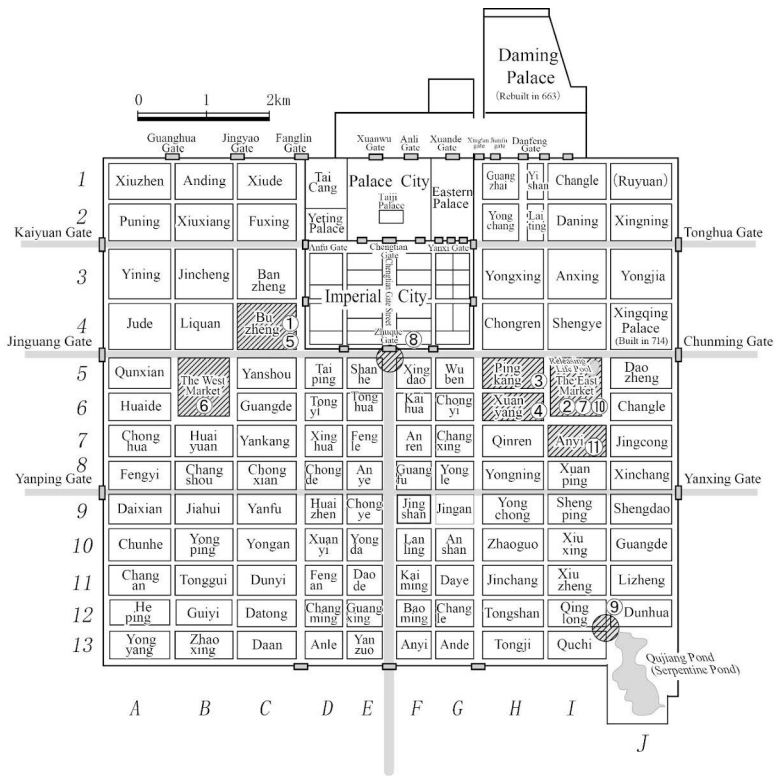 Daming
Palace
(Rebuilt in 663)
0 1 2km
Guanghua
Gate
Jingyao
Gate
Fanglin
Gate
Xuanwu
Gate
Anli
Gate
Xuande
Gate
Danfeng
Gate
1 Xiuzhen Anding Xiude Tai
Cang
Palace City
Eastern
Palace
Guang
zhai
Yi
shan
Changle (Ruyuan)
Taiji
Palace
2 Puning Xiuxiang Fuxing Yeting
Palace
Yong
chang
Lai
ting
Daning Xingning
Kaiyuan Gate Tonghua Gate
Anfu Gate Chengtian
Gate
Yanxi Gate
Chengtian Gate Street
3 Yining Jincheng Ban
zheng
Yongxing Anxing Yongjia
Imperial City
4 Jude Liquan Bu
zheng ① ⑤
Zhuque
Gate ⑧
Chongren Shengye Xingqing
Palace
(Built in 714)
Jinguang Gate Chunming Gate
5 Qunxian Yanshou Tai
ping
Shan
he
Xing
dao
Wu
ben
Ping
kang ③
Releasing
Life Pool
Dao
zheng
The West
Market
⑥
The East
Market
② ⑦ ⑩
6 Huaide Guangde Tong
yi
Tong
hua
Kai
hua
Chong
yi
Xuan
yang ④
Changle
7 Chong
hua
Huai
yuan
Yankang Xing
hua
Feng
le
An
ren
Chang
xing
Qinren Anyi ⑪ Jingcong
8 Fengyi Chang
shou
Chong
xian
Chong
de
An
ye
Guang
fu
Yong
le
Yongning Xuan
ping
Xinchang
Yanping Gate Yanxing Gate
9 Daixian Jiahui Yanfu Huai
zhen
Chong
ye
Jing
shan
Jingan Yong
chong
Sheng
ping
Shengdao
10 Chunhe Yong
ping
Yongan Xuan
yi
Yong
da
Lan
ling
An
shan
Zhaoguo Xiu
xing
Guangde
11 Chang
an
Tonggui Dunyi Feng
an
Dao
de
Kai
ming
Daye Jinchang Xiu
zheng
Lizheng
12 He
ping
Guiyi Datong Chang
ming
Guang
xing
Bao
ming
Chang
le
Tongshan Qing
long ⑨
Dunhua
13 Yong
yang
Zhao
xing
Daan Anle Yan
zuo
Anyi Ande Tongji Quchi
Qujiang Pond
(Serpentine Pond)
A B C D E F G H I J